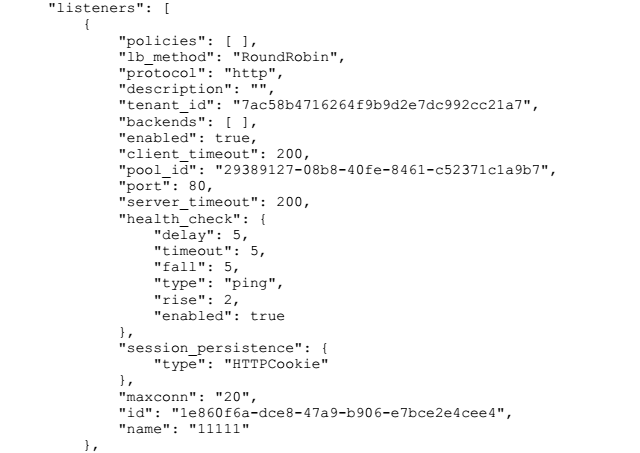 "listeners": [
{
"policies": [ ],
"lb_method": "RoundRobin",
"protocol": "http",
"description": "",
"tenant_id": "7ac58b4716264f9b9d2e7dc992cc21a7",
"backends": [ ],
"enabled": true,
"client_timeout": 200,
"pool_id": "29389127-08b8-40fe-8461-c52371c1a9b7",
"port": 80,
"server_timeout": 200,
"health_check": {
"delay": 5,
"timeout": 5,
"fall": 5,
"type": "ping",
"rise": 2,
"enabled": true
},
"session_persistence": {
"type": "HTTPCookie"
},
"maxconn": "20",
"id": "1e860f6a-dce8-47a9-b906-e7bce2e4cee4",
"name": "11111"
},